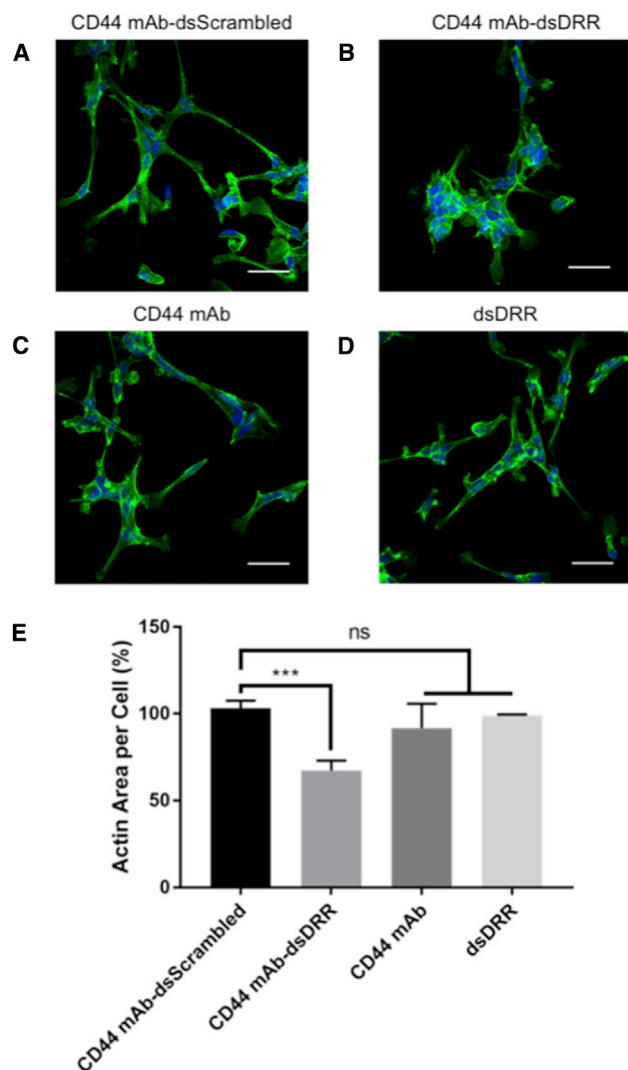 CD44 mAb-dsScrambled
CD44 mAb-dsDRR
A
B
CD44 mAb
dsDRR
C
D
E
ns
***
150
100
50
0
Actin Area per Cell (%)
CD44 mAb-dsScrambled
CD44 mAb-dsDRR
CD44 mAb
dsDRR